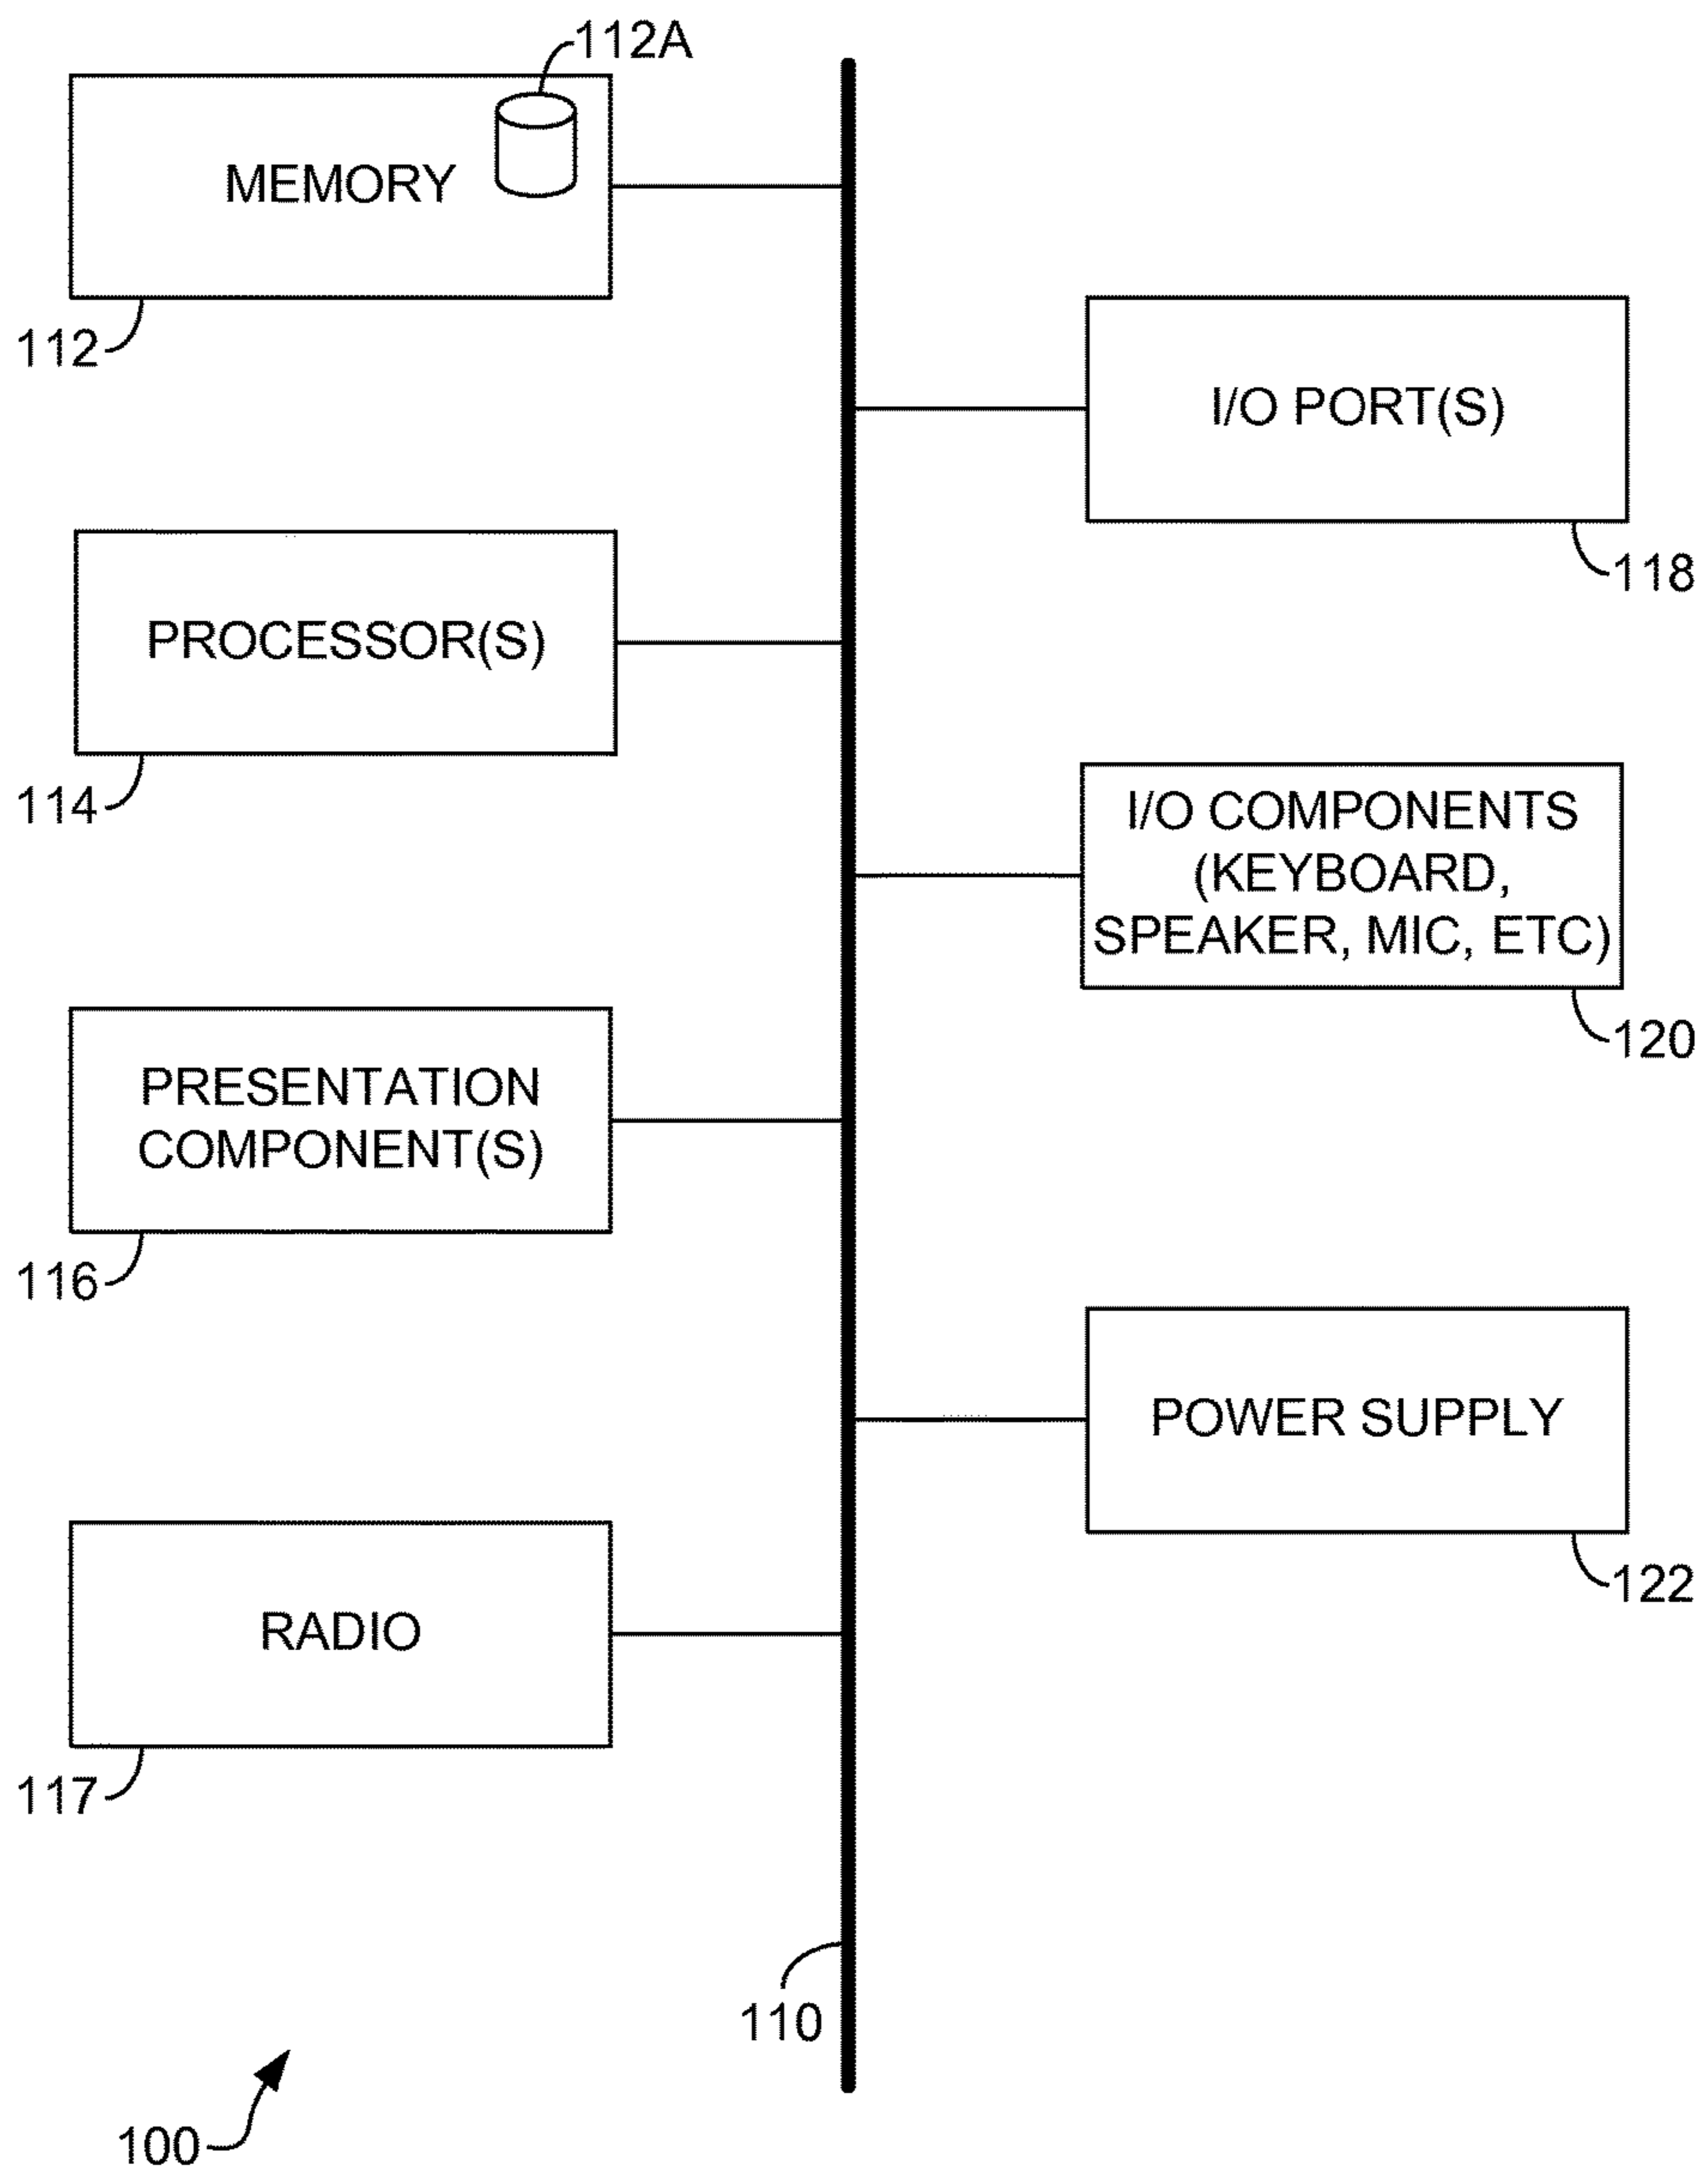 112A
MEMORY
112
I/O PORT(S)
118
PROCESSOR(S)
114
I/O COMPONENTS
(KEYBOARD,
SPEAKER, MIC, ETC)
120
PRESENTATION
COMPONENT(S)
116
POWER SUPPLY
122
RADIO
117
110
100